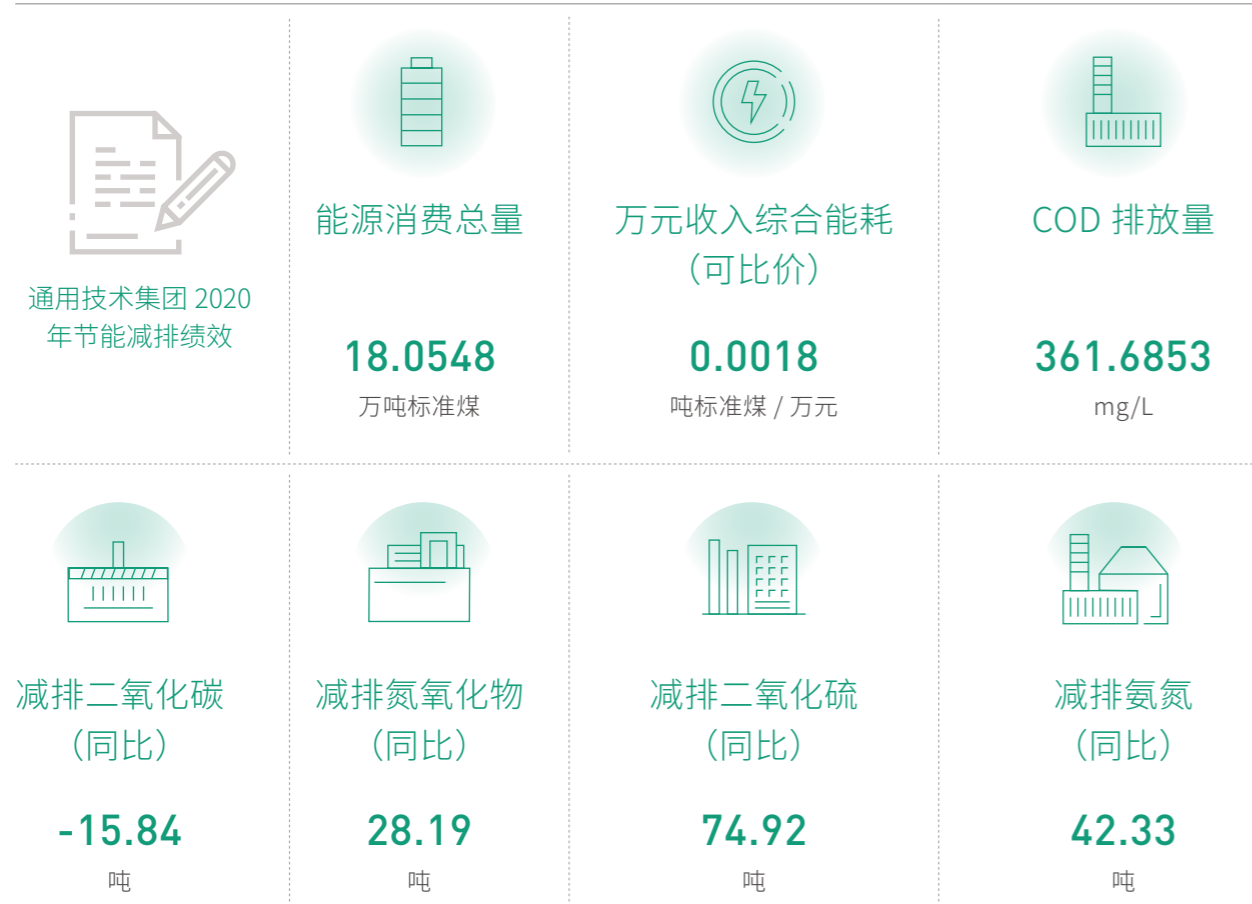 通用技术集团 2020
年节能减排绩效
能源消费总量
18.0548
万吨标准煤
万元收入综合能耗
（可比价）
0.0018
吨标准煤 / 万元
COD 排放量
361.6853
mg/L
减排二氧化碳
（同比）
-15.84
吨
减排氮氧化物
（同比）
28.19
吨
减排二氧化硫
（同比）
74.92
吨
减排氨氮
（同比）
42.33
吨